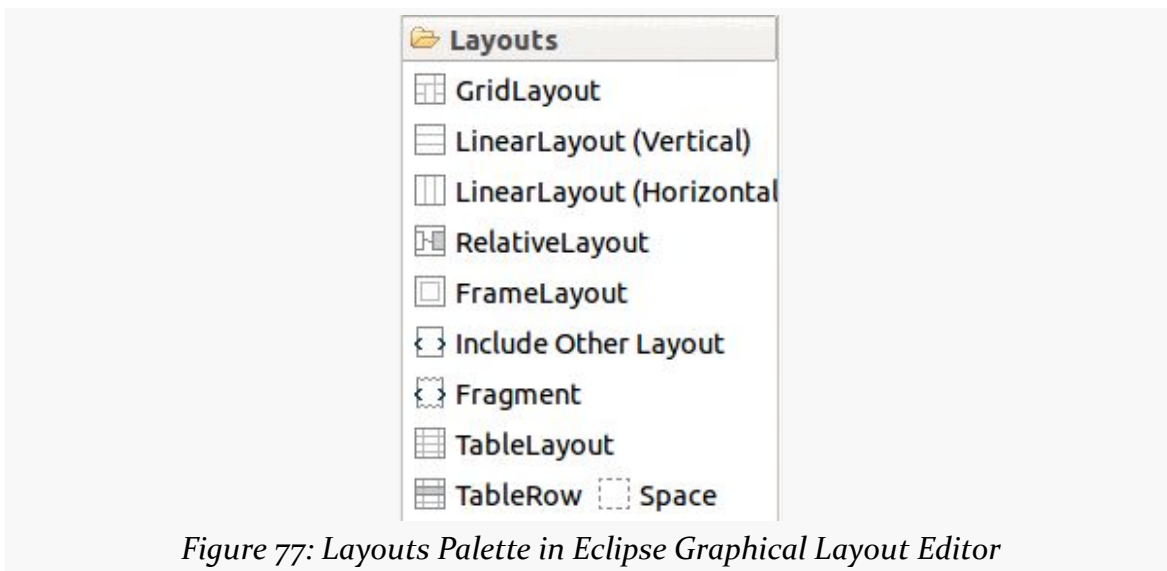 Layouts
GridLayout
LinearLayout (Vertical)
LinearLayout (Horizontal
RelativeLayout
FrameLayout
Include Other Layout
Fragment
TableLayout
TableRow Space
Figure 77: Layouts Palette in Eclipse Graphical Layout Editor